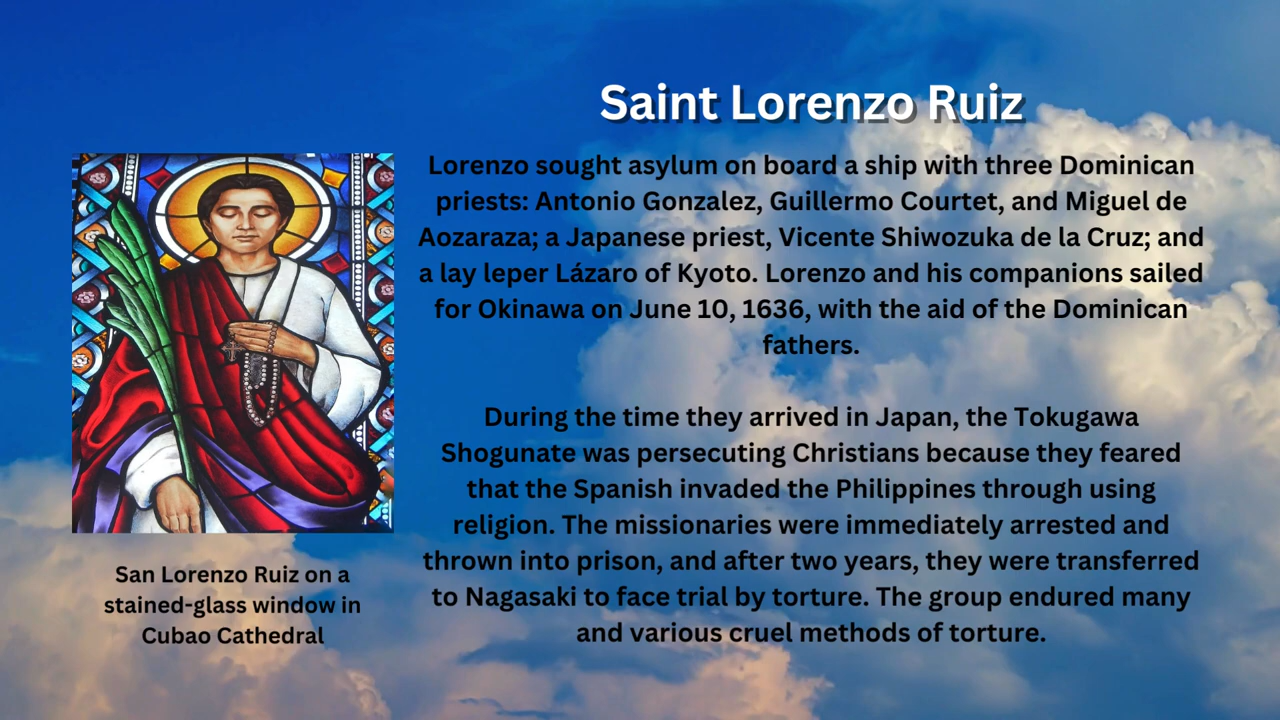 Saint Lorenzo Ruiz
Lorenzo sought asylum on board a ship with three Dominican
priests: Antonio Gonzalez, Guillermo Courtet, and Miguel de
Aozaraza; a Japanese priest, Vicente Shiwozuka de la Cruz; and
a lay leper Lázaro of Kyoto. Lorenzo and his companions sailed
for Okinawa on June 10, 1636, with the aid of the Dominican
fathers.
During the time they arrived in Japan, the Tokugawa
Shogunate was persecuting Christians because they feared
that the Spanish invaded the Philippines through using
religion. The missionaries were immediately arrested and
thrown into prison, and after two years, they were transferred
to Nagasaki to face trial by torture. The group endured many
and various cruel methods of torture.
San Lorenzo Ruiz on a
stained-glass window in
Cubao Cathedral